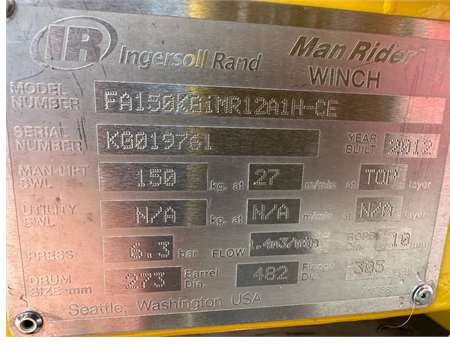 IR Ingersoll Rand Man Rider
WINCH
MODEL NUMBER FA150KGiMR12A1H-CE
SERIAL NUMBER KG019761 YEAR BUILT 2012
MAN-LIFT SWL 150 kg. at 27 m/min at TOP layer
UTILITY SWL N/A kg. at N/A m/min at N/A layer
PRESS 6.3 bar FLOW 10
DRUM SIZE-mm 273 Barrel Dia. 482 Flange 305
Seattle, Washington USA